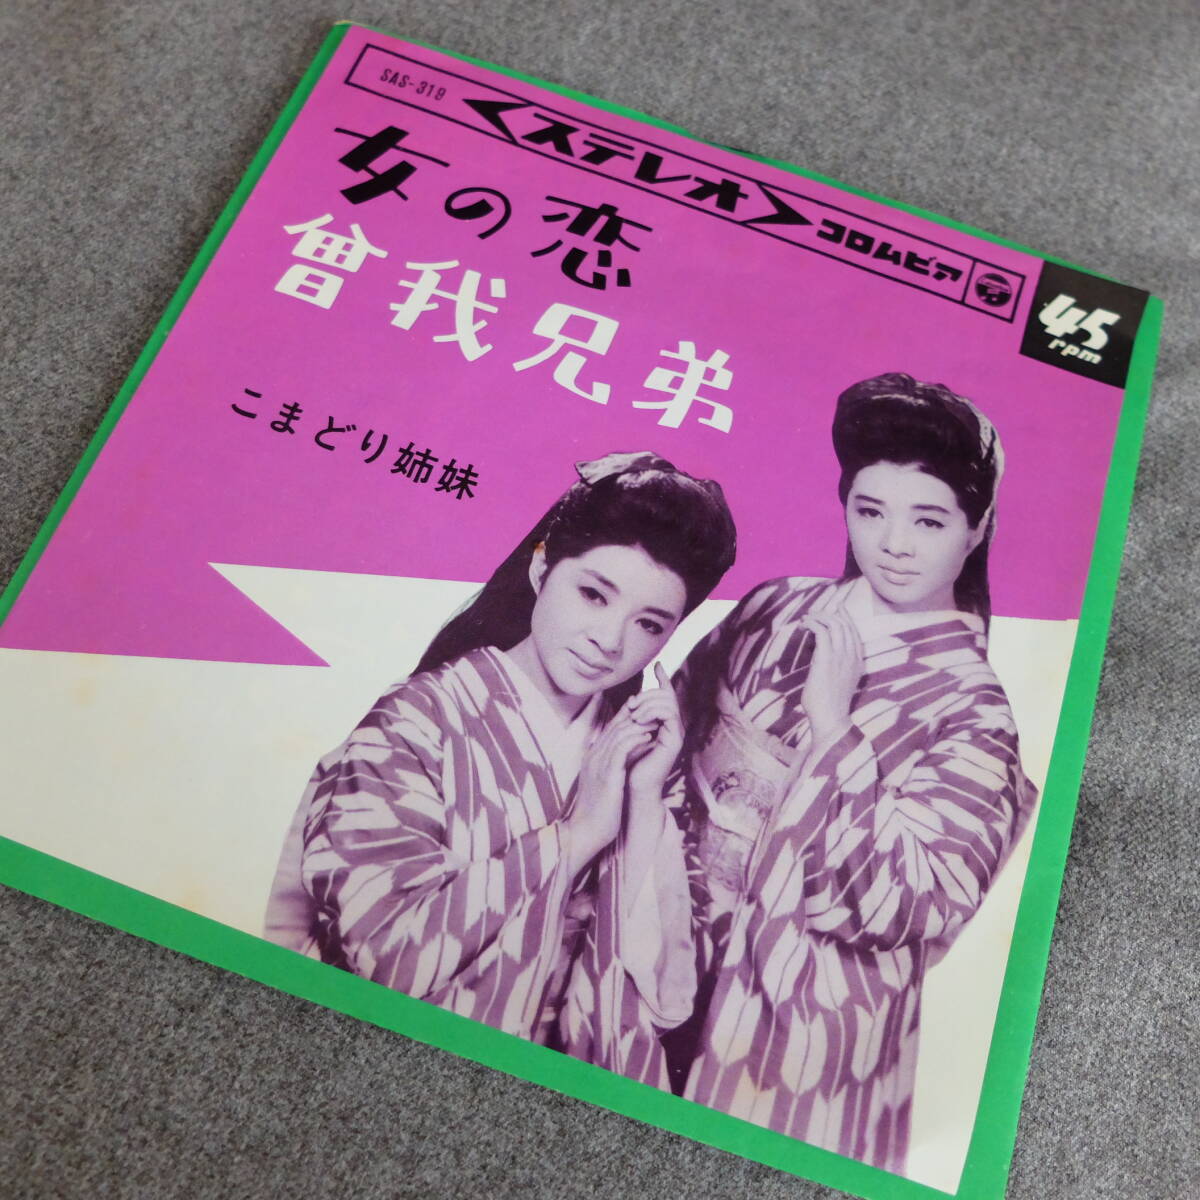 SAS-319 <ステレオ> コロムビア
45
rpm
女の恋
曾我兄弟
こまどり姉妹